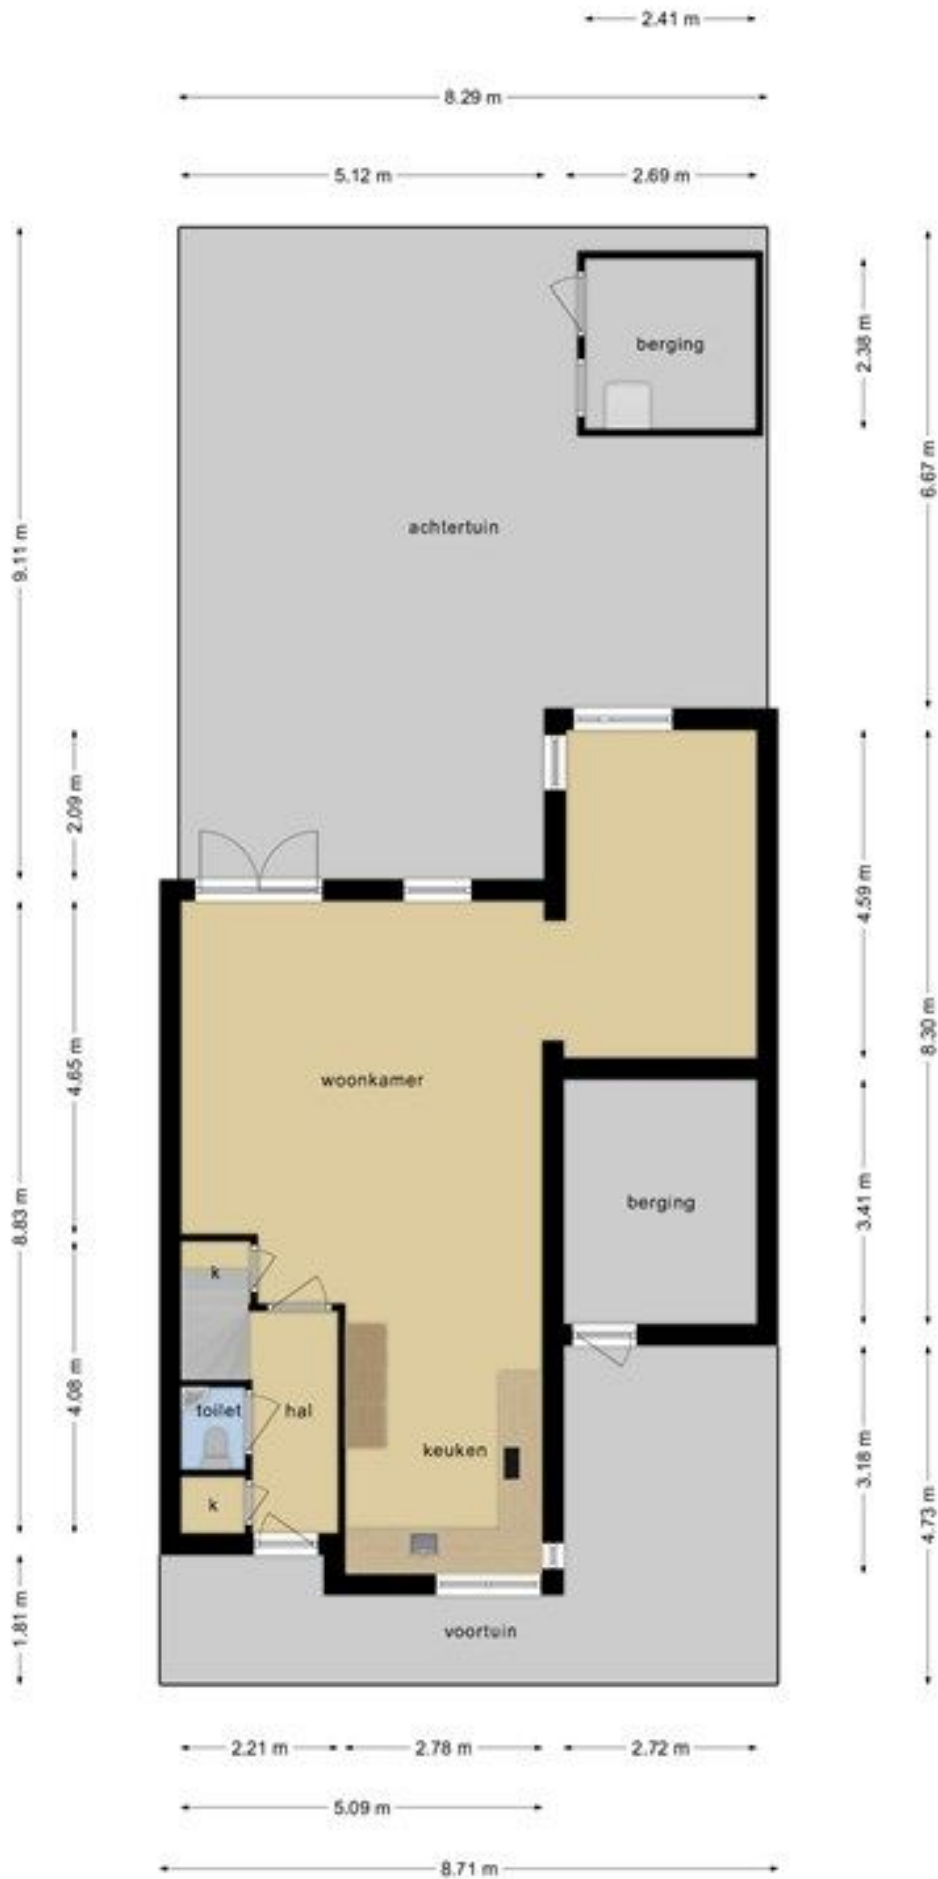 2.41 m
8.29 m
5.12 m
2.69 m
berging
2.38 m
6.67 m
9.11 m
achtertuin
2.09 m
4.59 m
8.30 m
4.65 m
woonkamer
8.83 m
berging
3.41 m
k
4.08 m
toilet
hal
keuken
3.18 m
k
4.73 m
1.81 m
voortuin
2.21 m
2.78 m
2.72 m
5.09 m
8.71 m